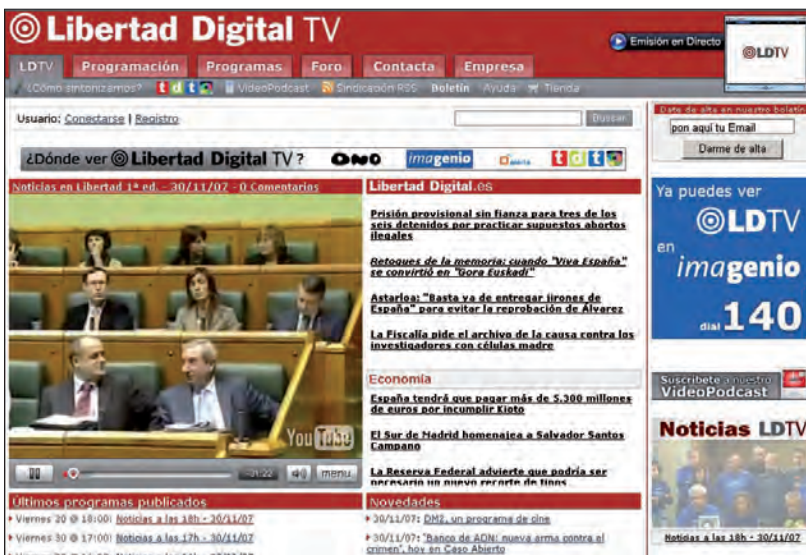 Libertad Digital TV
Emisión en Directo
LDTV
LDTV Programación Programas Foro Contacta Empresa
¿Cómo sintonizarnos? tdt VideoPodcast Sindicación RSS Boletín Ayuda Tienda
Usuario: Conectarse | Registro
Buscar
Date de alta en nuestro boletín
pon aquí tu Email
Darme de alta
¿Dónde ver Libertad Digital TV? ONO imagenio tdt
Noticias en Libertad 1ª ed. - 30/11/07 - 0 Comentarios
You Tube
menu
Libertad Digital.es
Prisión provisional sin fianza para tres de los
seis detenidos por practicar supuestos abortos
ilegales
Retoques de la memoria: cuando "Viva España"
se convirtió en "Gora Euskadi"
Astarloa: "Basta ya de entregar jirones de
España" para evitar la reprobación de Álvarez
La Fiscalía pide el archivo de la causa contra los
investigadores con células madre
Economía
España tendrá que pagar más de 5.300 millones
de euros por incumplir Kioto
El Sur de Madrid homenajea a Salvador Santos
Campano
La Reserva Federal advierte que podría ser
necesario un nuevo recorte de tipos
Ya puedes ver
LDTV
en
imagenio
dial 140
Suscríbete a nuestro
VideoPodcast
Noticias LDTV
Noticias a las 18h - 30/11/07
Últimos programas publicados
Viernes 30 @ 18:00: Noticias a las 18h - 30/11/07
Viernes 30 @ 17:00: Noticias a las 17h - 30/11/07
Novedades
30/11/07: DM2, un programa de cine
30/11/07: "Banco de ADN: nueva arma contra el
crimen", hoy en Caso Abierto